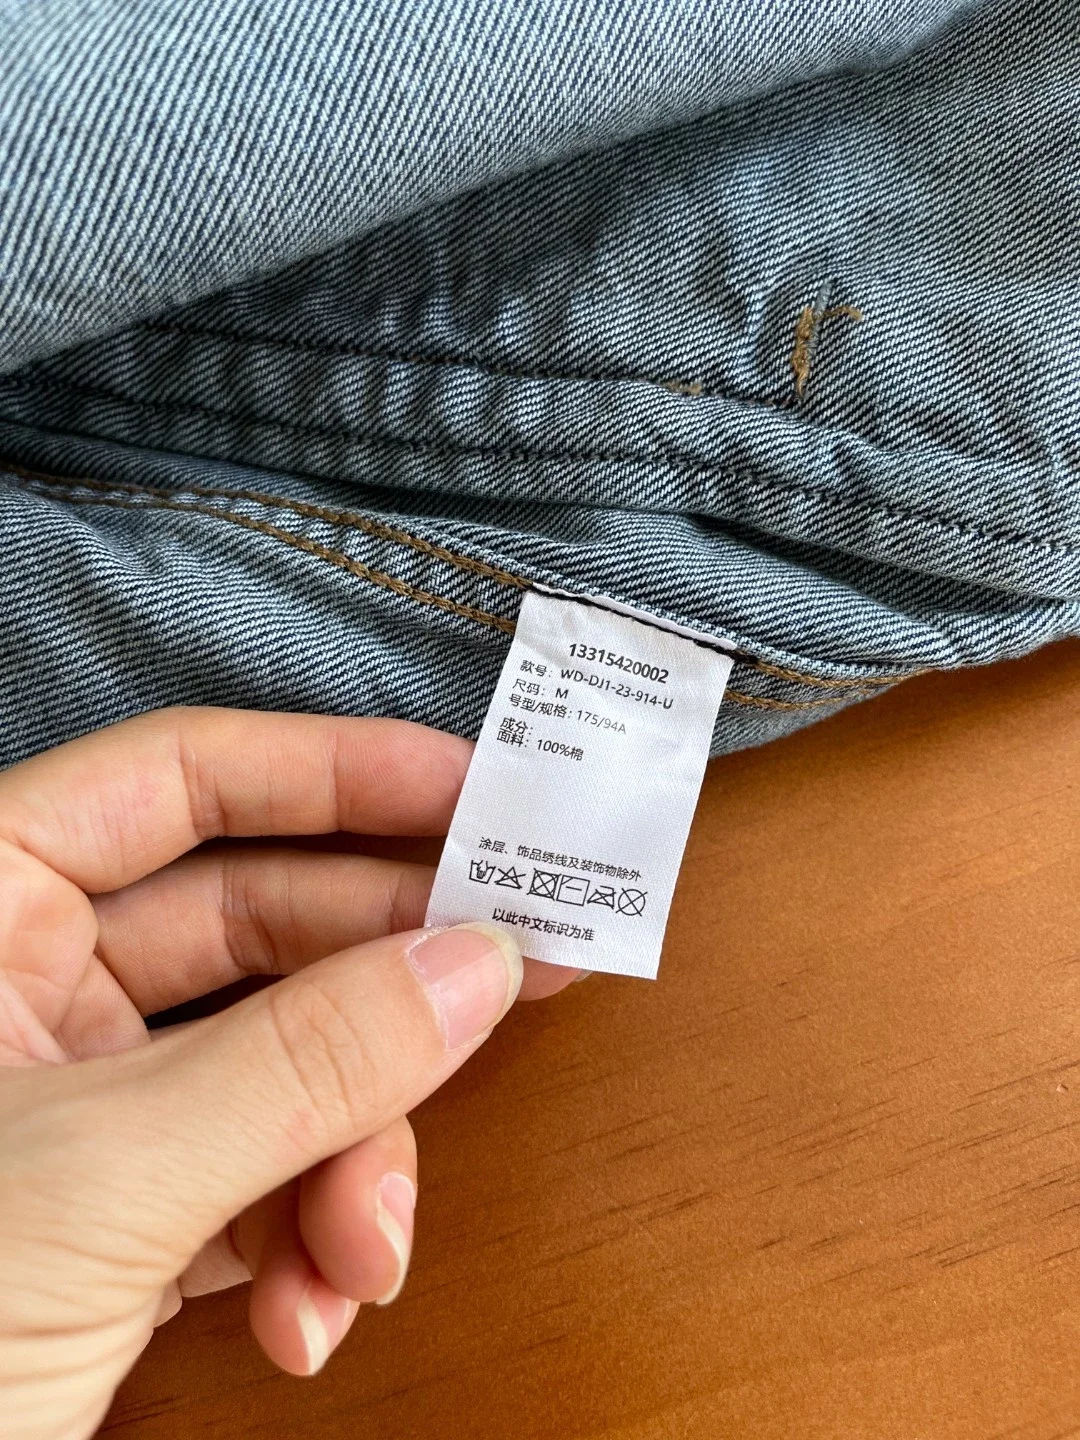 13315420002
款号: WD-DJ1-23-914-U
尺码: M
号型/规格: 175/94A
成分:
面料: 100%棉
涂层、饰品绣线及装饰物除外
以此中文标识为准